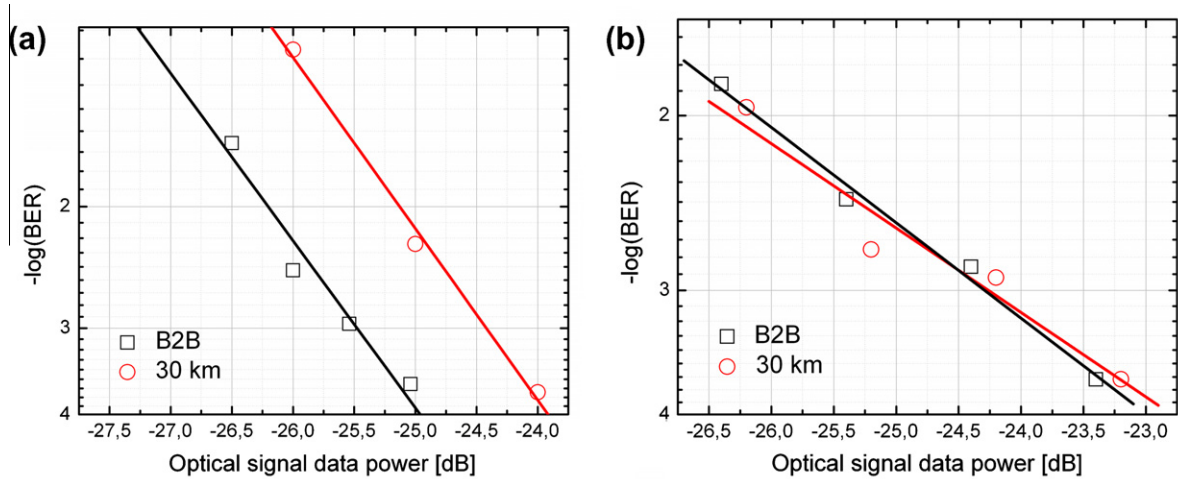 (a)
-log(BER)
2
3
4
B2B
30 km
-27,5 -27,0 -26,5 -26,0 -25,5 -25,0 -24,5 -24,0
Optical signal data power [dB]
(b)
-log(BER)
2
3
4
B2B
30 km
-26,5 -26,0 -25,5 -25,0 -24,5 -24,0 -23,5 -23,0
Optical signal data power [dB]